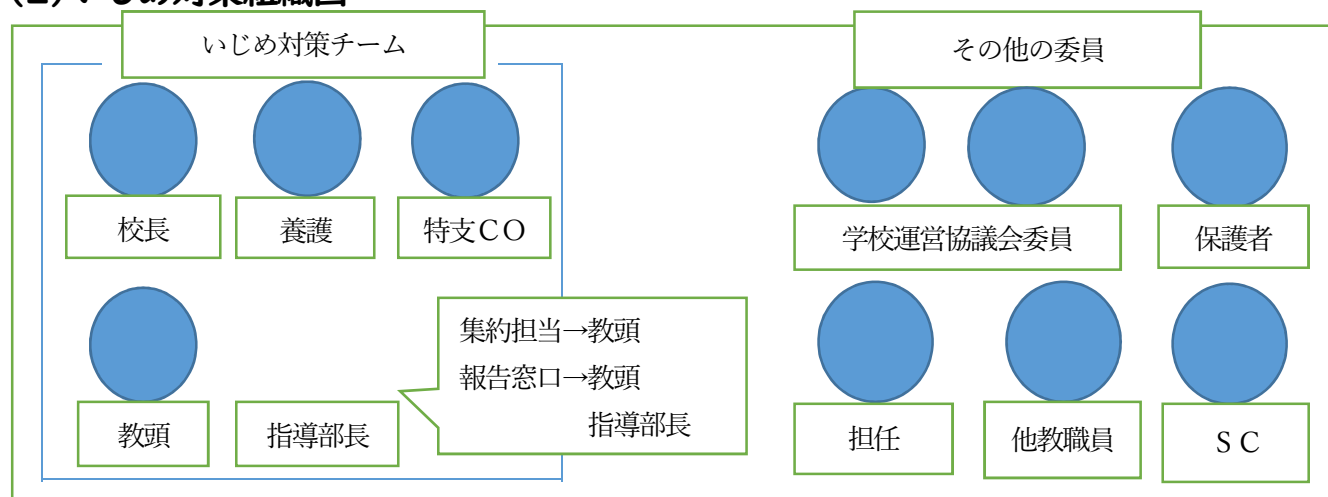 いじめ対策チーム
その他の委員
校長
養護
特支ＣＯ
学校運営協議会委員
保護者
集約担当→教頭
報告窓口→教頭
指導部長
教頭
指導部長
担任
他教職員
ＳＣ